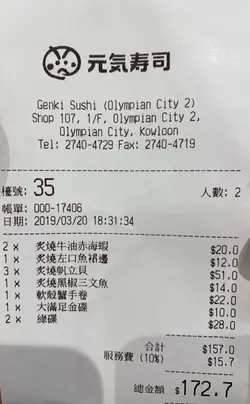 元気寿司
Genki Sushi (Olympian City 2)
Shop 107, 1/F, Olympian City 2,
Olympian City, Kowloon
Tel: 2740-4729 Fax: 2740-4719
檯號: 35 人數: 2
帳單: 000-17406
日期: 2019/03/20 18:31:34
2 × 炙燒牛油赤海蝦 $20.0
1 × 炙燒左口魚裙邊 $12.0
3 × 炙燒帆立貝 $51.0
1 × 炙燒黑椒三文魚 $14.0
1 × 軟殼蟹手卷 $22.0
1 × 大滿足金碟 $10.0
2 × 綠碟 $28.0
合計 $157.0
服務費 (10%) $15.7
總金額 $172.7